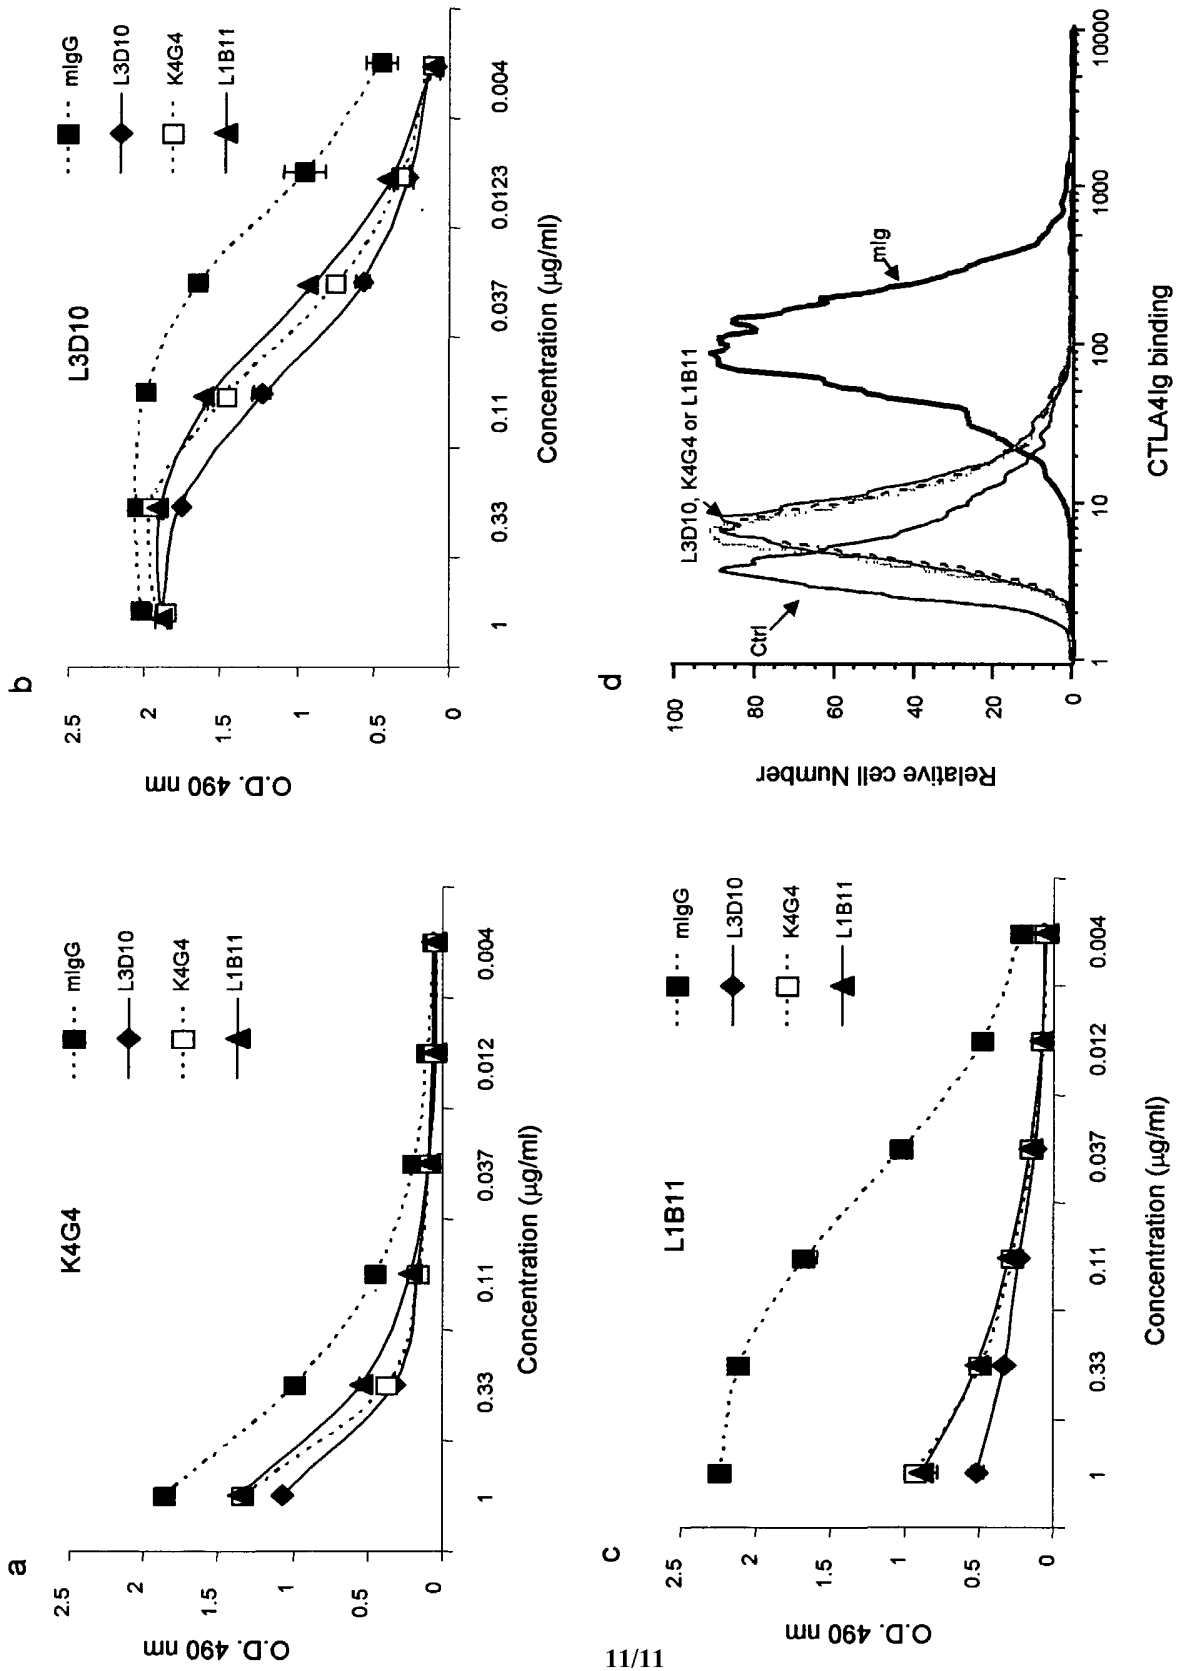 a
K4G4
mIgG
L3D10
K4G4
L1B11
O.D. 490 nm
2.5
2
1.5
1
0.5
0
1
0.33
0.11
0.037
0.012
0.004
Concentration (µg/ml)
b
L3D10
mIgG
L3D10
K4G4
L1B11
O.D. 490 nm
2.5
2
1.5
1
0.5
0
1
0.33
0.11
0.037
0.0123
0.004
Concentration (µg/ml)
c
L1B11
mIgG
L3D10
K4G4
L1B11
O.D. 490 nm
2.5
2
1.5
1
0.5
0
1
0.33
0.11
0.037
0.012
0.004
Concentration (µg/ml)
d
L3D10, K4G4 or L1B11
mIg
Ctrl
Relative cell Number
100
80
60
40
20
0
1
10
100
1000
10000
CTLA4Ig binding
11/11